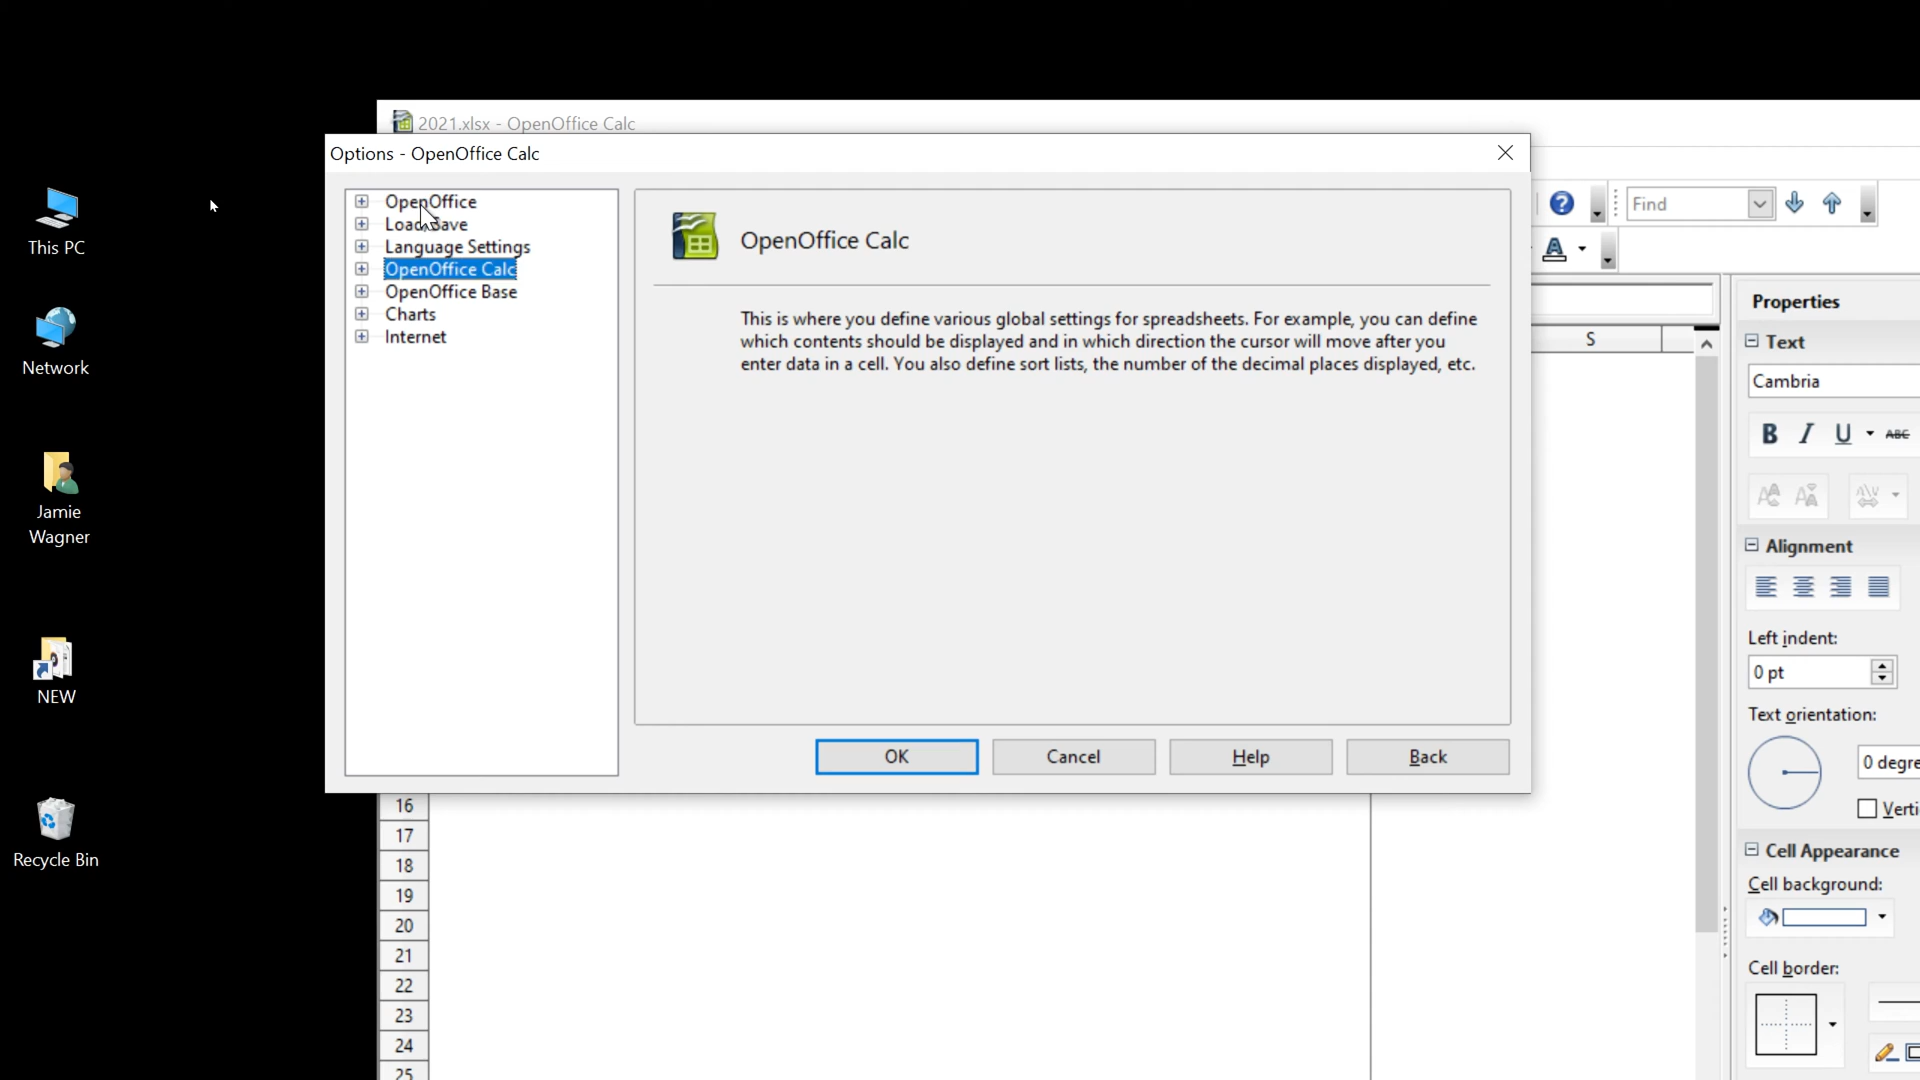 2021.xlsx - OpenOffice Calc
Options - OpenOffice Calc
This PC
Network
Jamie
Wagner
NEW
Recycle Bin
OpenOffice
Load/Save
Language Settings
OpenOffice Calc
OpenOffice Base
Charts
Internet
OpenOffice Calc
This is where you define various global settings for spreadsheets. For example, you can define
which contents should be displayed and in which direction the cursor will move after you
enter data in a cell. You also define sort lists, the number of the decimal places displayed, etc.
OK
Cancel
Help
Back
Find
S
16
17
18
19
20
21
22
23
24
25
Properties
Text
Cambria
B I U ABC
Alignment
Left indent:
0 pt
Text orientation:
0 degre
Verti
Cell Appearance
Cell background:
Cell border: